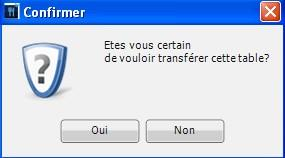 Confirmer
Etes vous certain
de vouloir transférer cette table?
Oui
Non